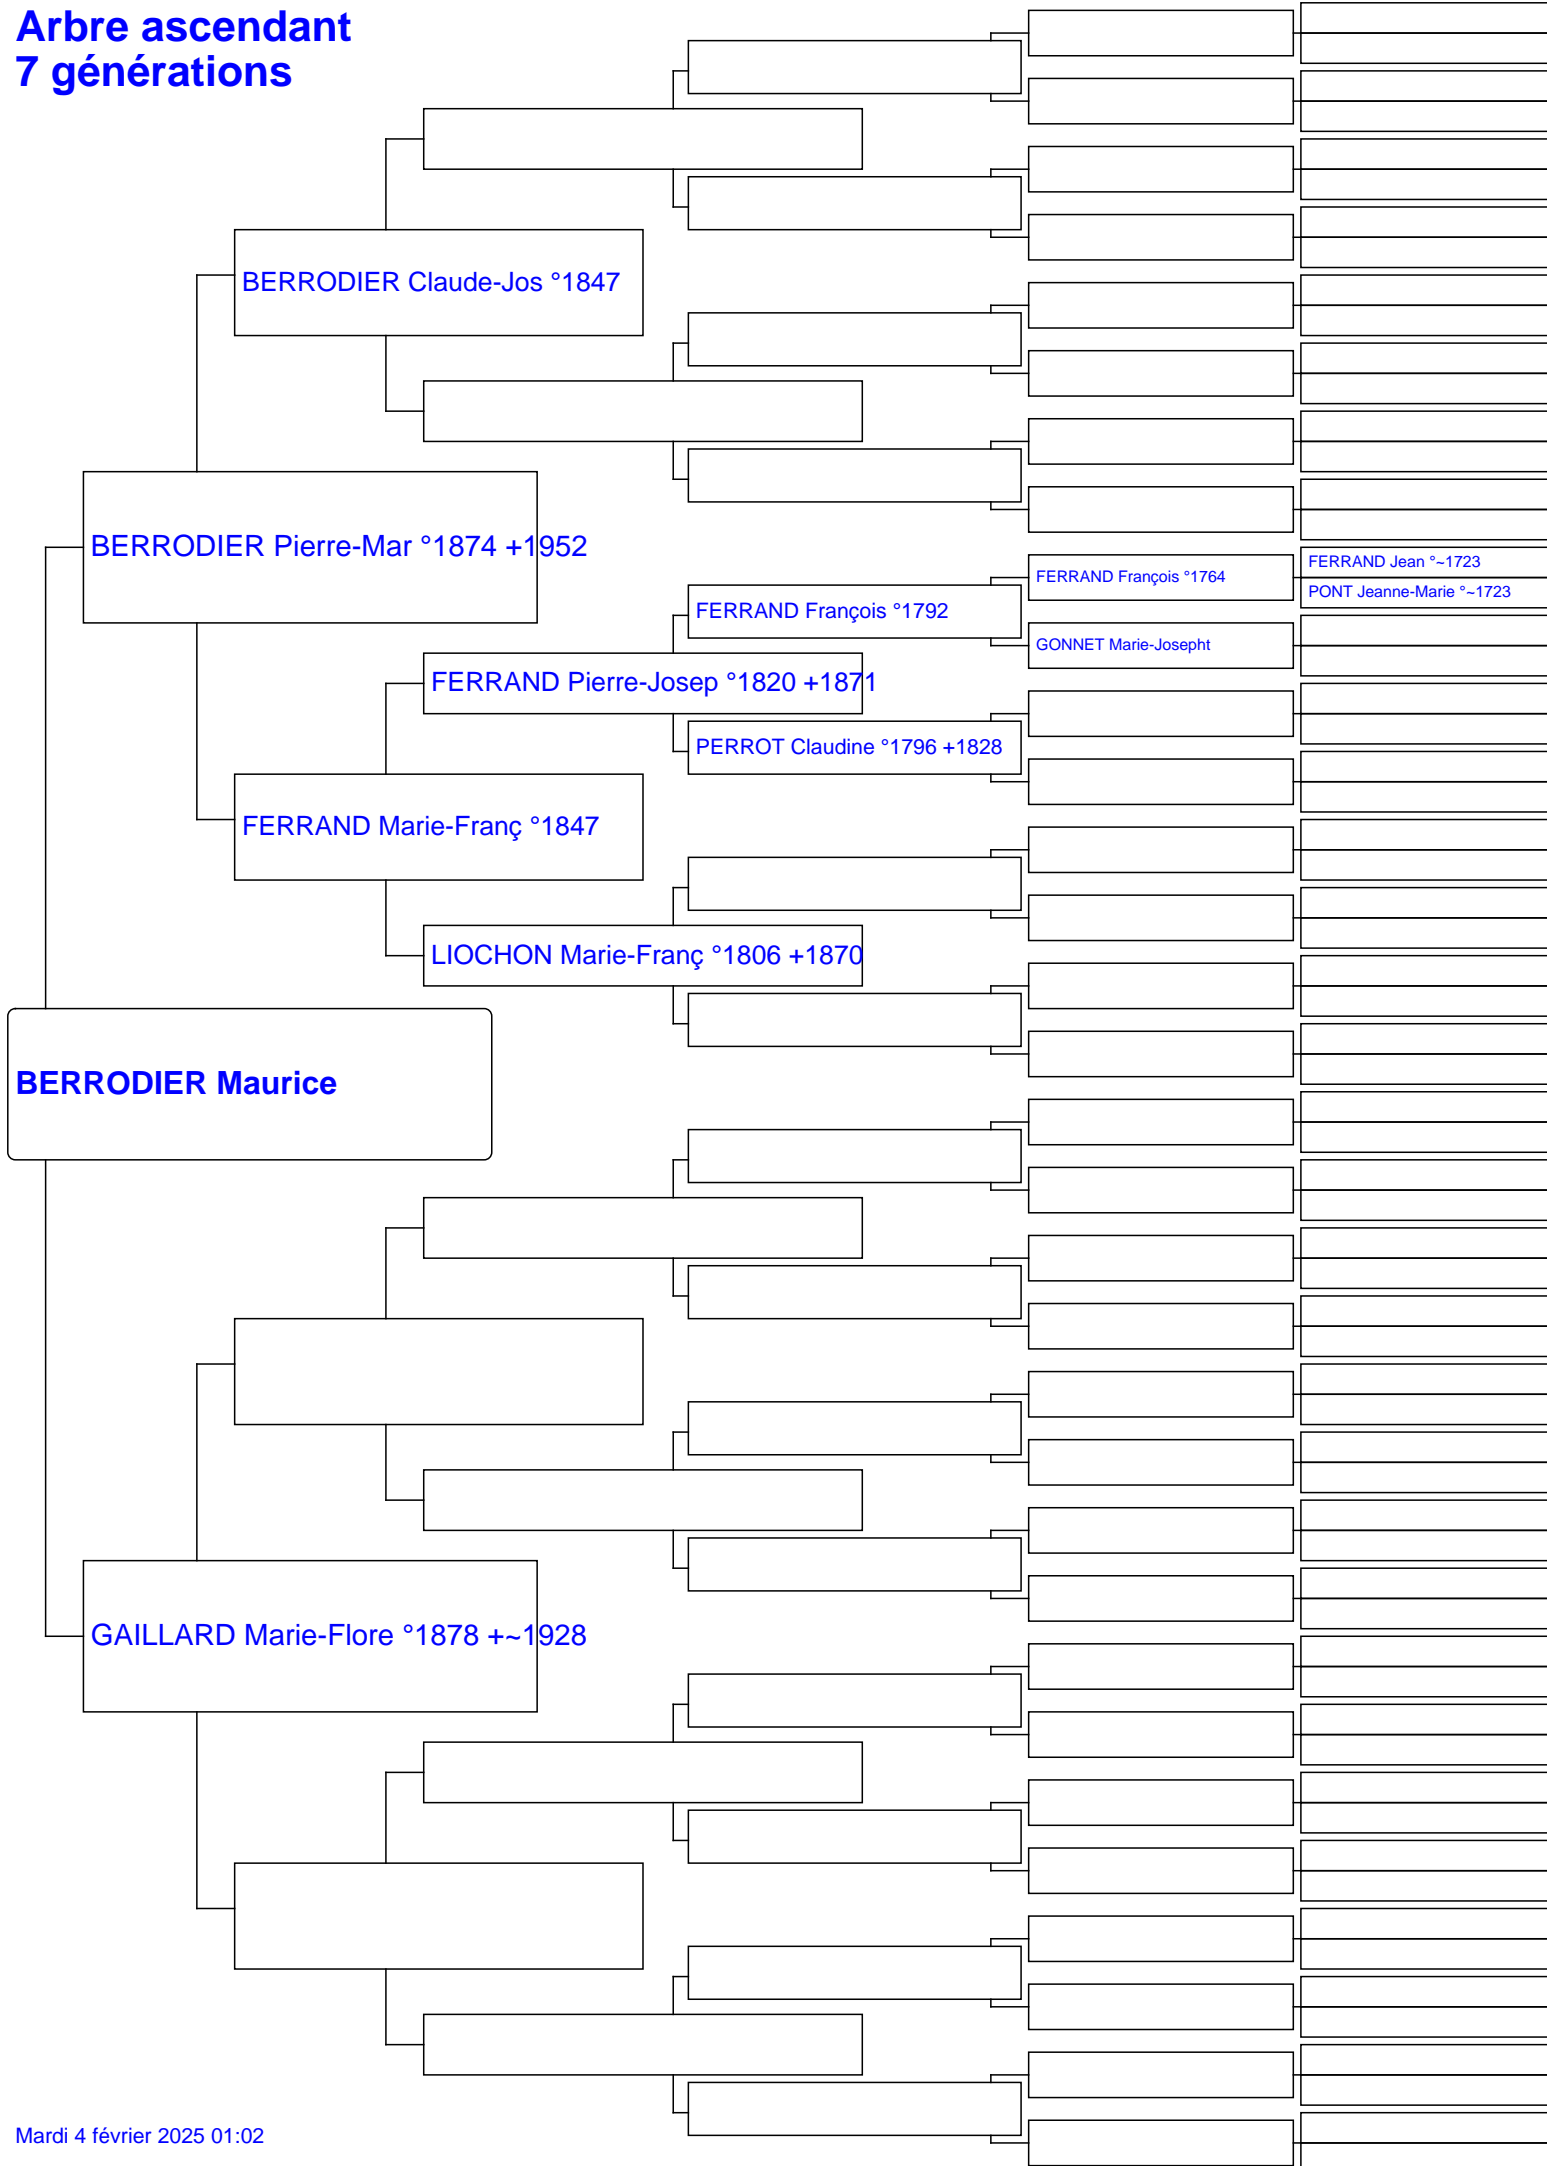 Arbre ascendant
7 générations
BERRODIER Claude-Jos °1847
BERRODIER Pierre-Mar °1874 +1952
FERRAND François °1764
FERRAND Jean °~1723
PONT Jeanne-Marie °~1723
FERRAND François °1792
GONNET Marie-Josepht
FERRAND Pierre-Josep °1820 +1871
PERROT Claudine °1796 +1828
FERRAND Marie-Franç °1847
LIOCHON Marie-Franç °1806 +1870
BERRODIER Maurice
GAILLARD Marie-Flore °1878 +~1928
Mardi 4 février 2025 01:02